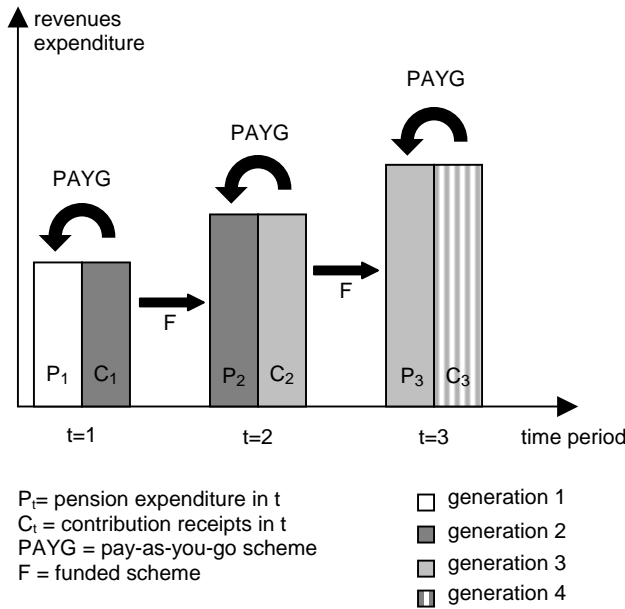 revenues
expenditure
PAYG
PAYG
PAYG
F
F
P₁ C₁ P₂ C₂ P₃ C₃
t=1 t=2 t=3 time period
Pₜ= pension expenditure in t
Cₜ = contribution receipts in t
PAYG = pay-as-you-go scheme
F = funded scheme
generation 1
generation 2
generation 3
generation 4